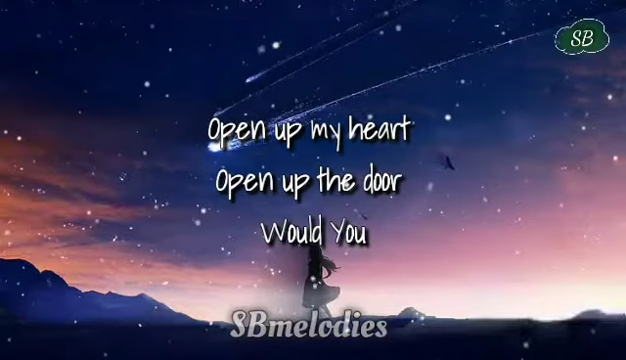 SB
Open up my heart
Open up the door
Would You
SBmelodies